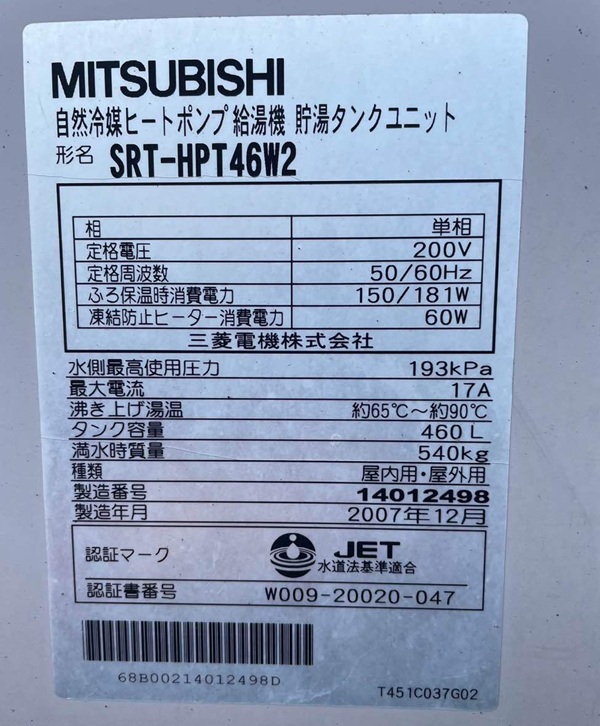 MITSUBISHI
自然冷媒ヒートポンプ給湯機 貯湯タンクユニット
形名 SRT-HPT46W2
相 単相
定格電圧 200V
定格周波数 50/60Hz
ふろ保温時消費電力 150/181W
凍結防止ヒーター消費電力 60W
三菱電機株式会社
水側最高使用圧力 193kPa
最大電流 17A
沸き上げ湯温 約65℃〜約90℃
タンク容量 460L
満水時質量 540kg
種類 屋内用・屋外用
製造番号 14012498
製造年月 2007年12月
認証マーク JET
水道法基準適合
認証書番号 W009-20020-047
68B00214012498D
T451C037G02